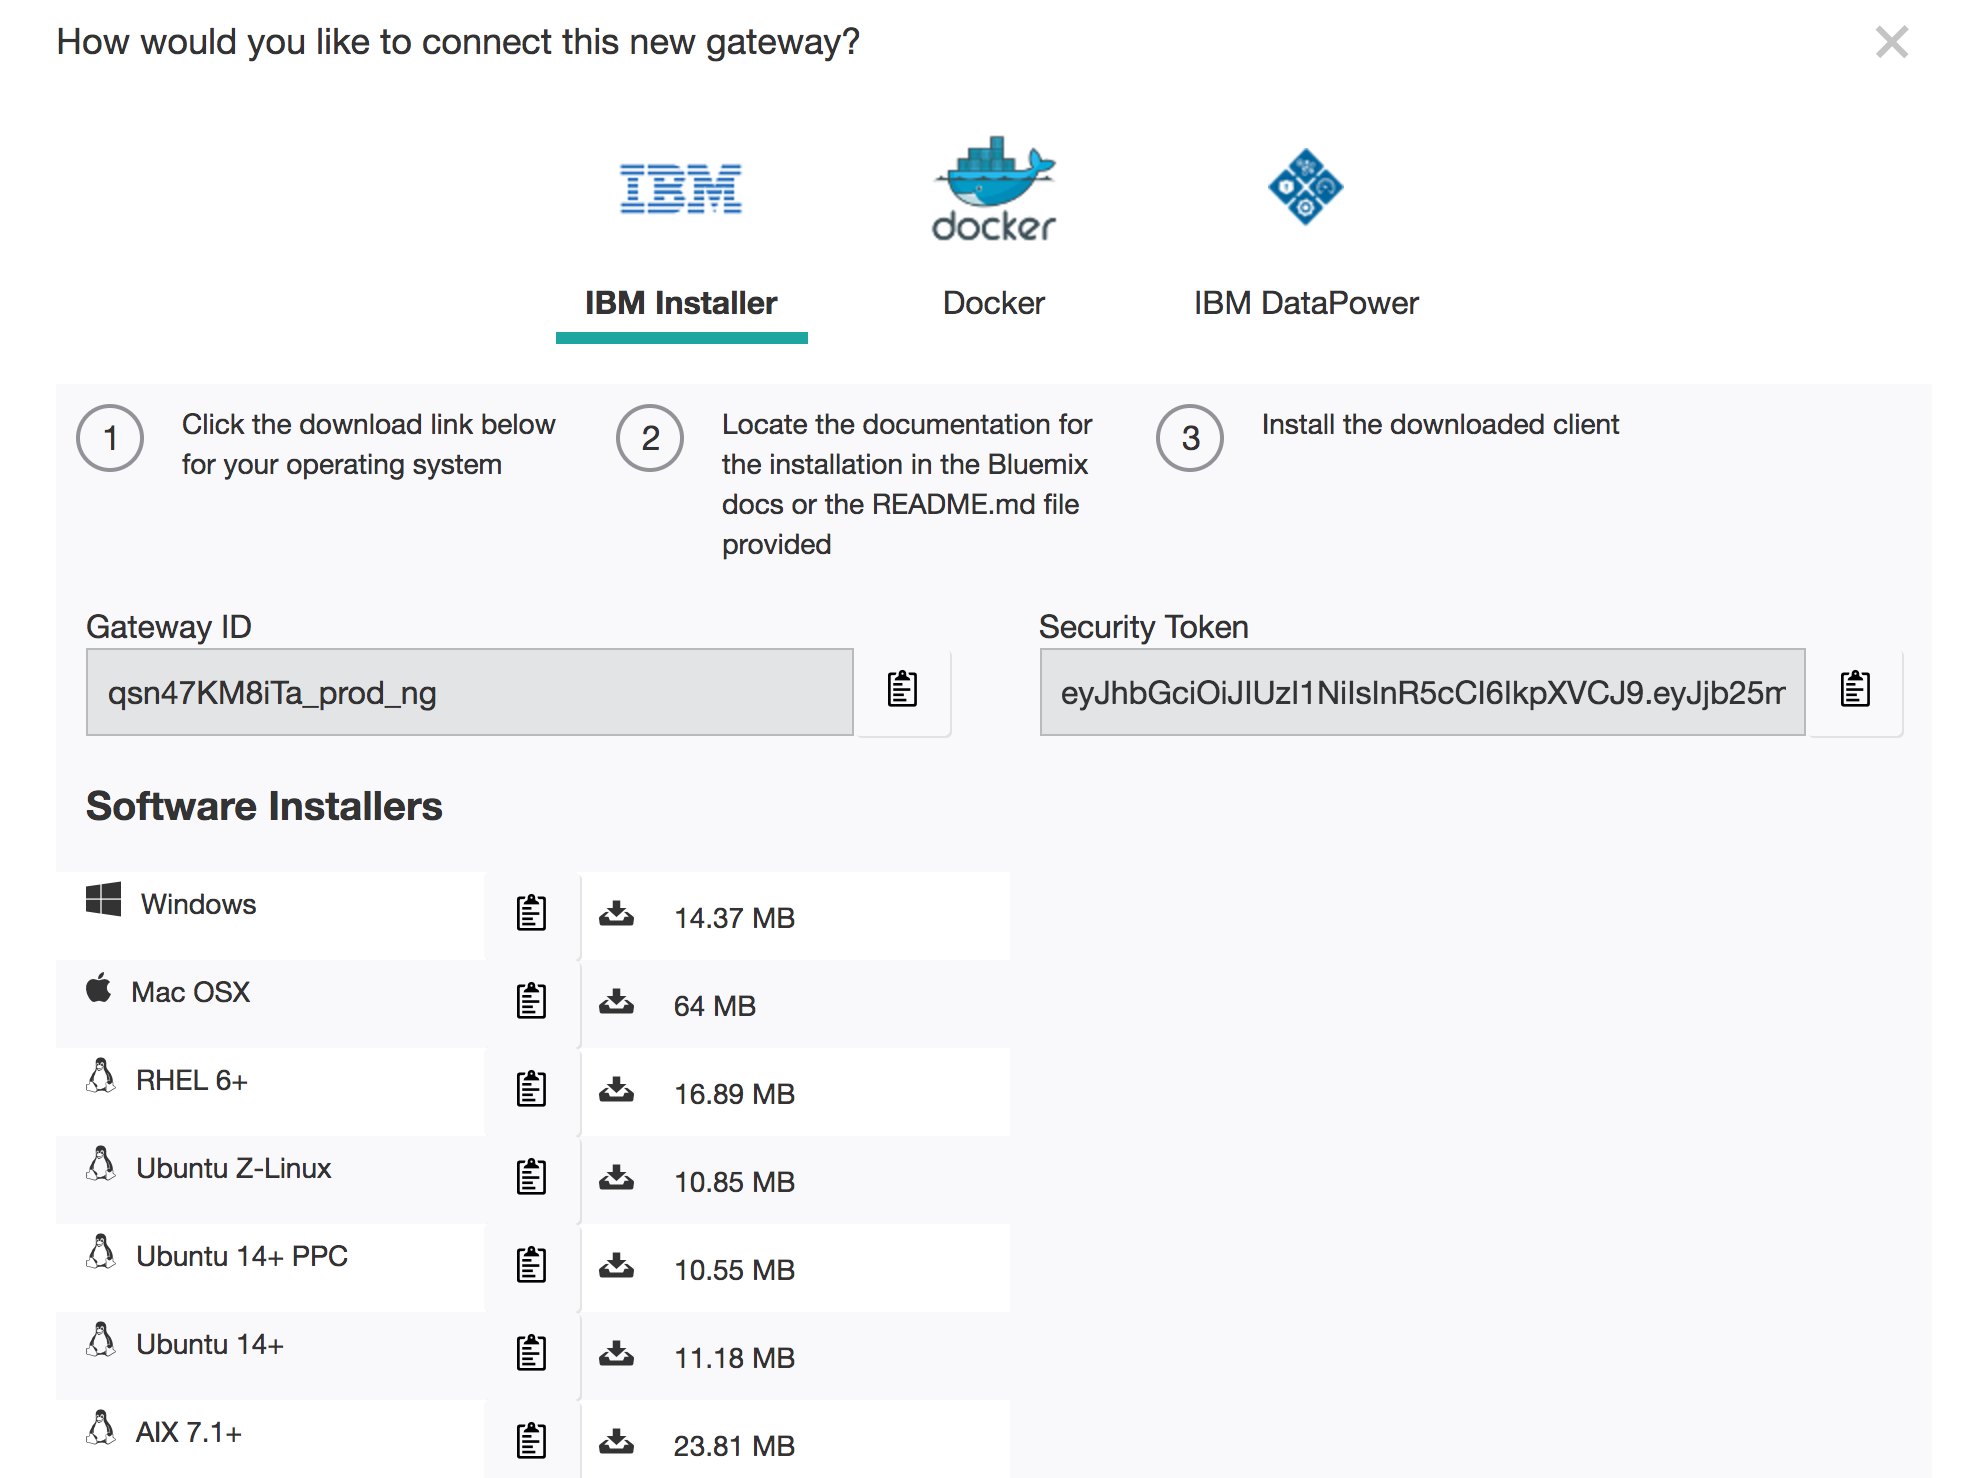 How would you like to connect this new gateway?
IBM
docker
IBM Installer
Docker
IBM DataPower
1
Click the download link below
for your operating system
2
Locate the documentation for
the installation in the Bluemix
docs or the README.md file
provided
3
Install the downloaded client
Gateway ID
qsn47KM8iTa_prod_ng
Security Token
eyJhbGciOiJIUzI1NiIsInR5cCI6IkpXVCJ9.eyJjb25m
Software Installers
Windows 14.37 MB
Mac OSX 64 MB
RHEL 6+ 16.89 MB
Ubuntu Z-Linux 10.85 MB
Ubuntu 14+ PPC 10.55 MB
Ubuntu 14+ 11.18 MB
AIX 7.1+ 23.81 MB